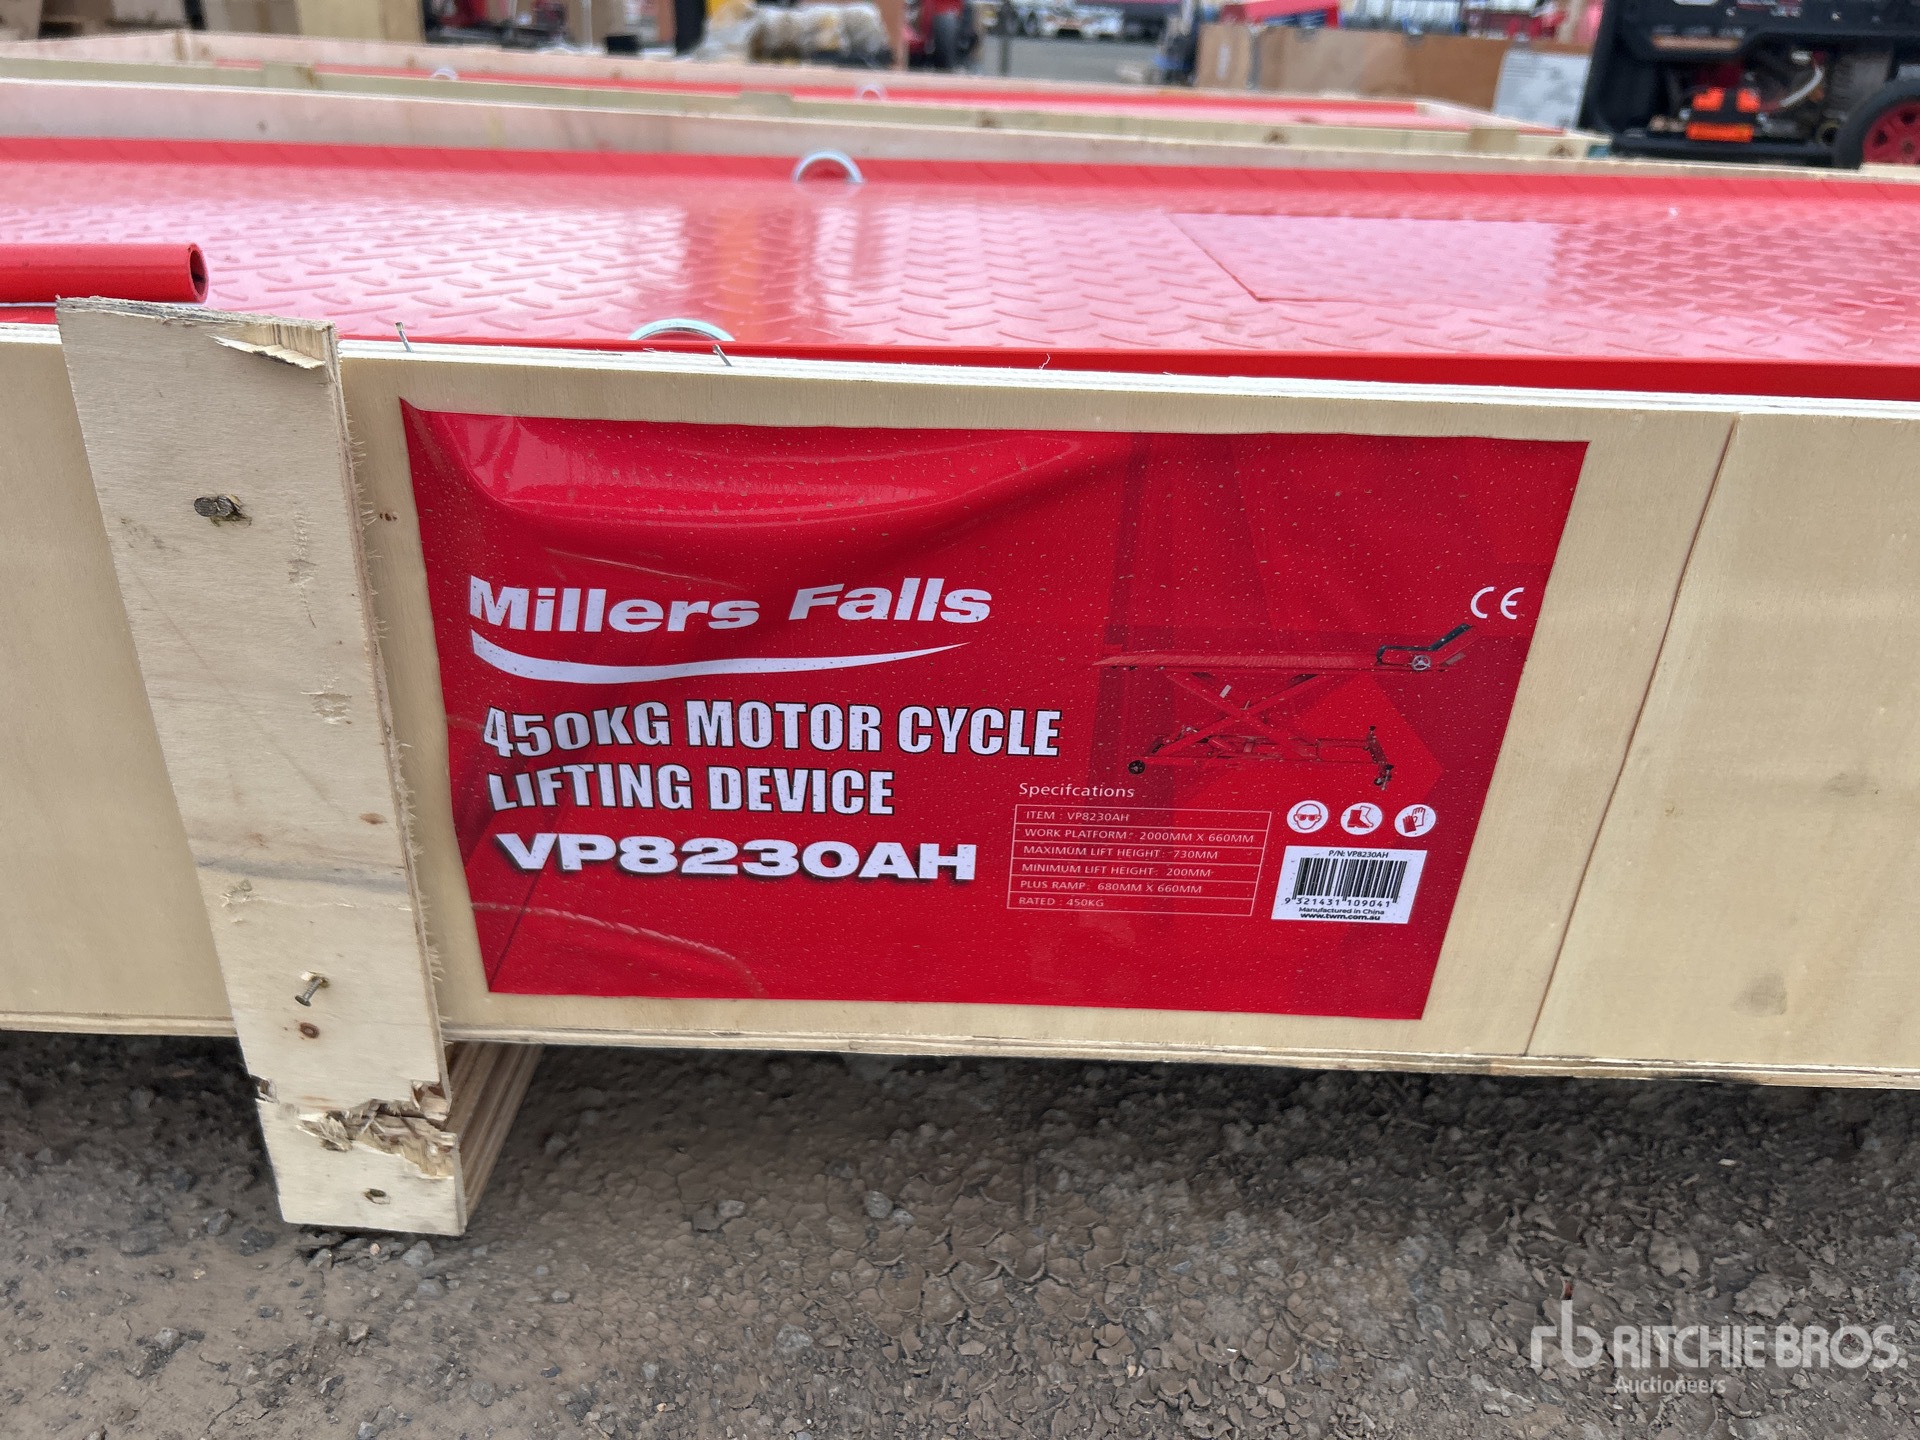 Millers Falls
CE
450KG MOTOR CYCLE
LIFTING DEVICE
VP8230AH
Specifcations
ITEM : VP8230AH
WORK PLATFORM : 2000MM X 660MM
MAXIMUM LIFT HEIGHT : 730MM
MINIMUM LIFT HEIGHT : 200MM
PLUS RAMP : 680MM X 660MM
RATED : 450KG
P/N: VP8230AH
9 321431 109041
Manufactured in China
www.twm.com.au
rb RITCHIE BROS.
Auctioneers